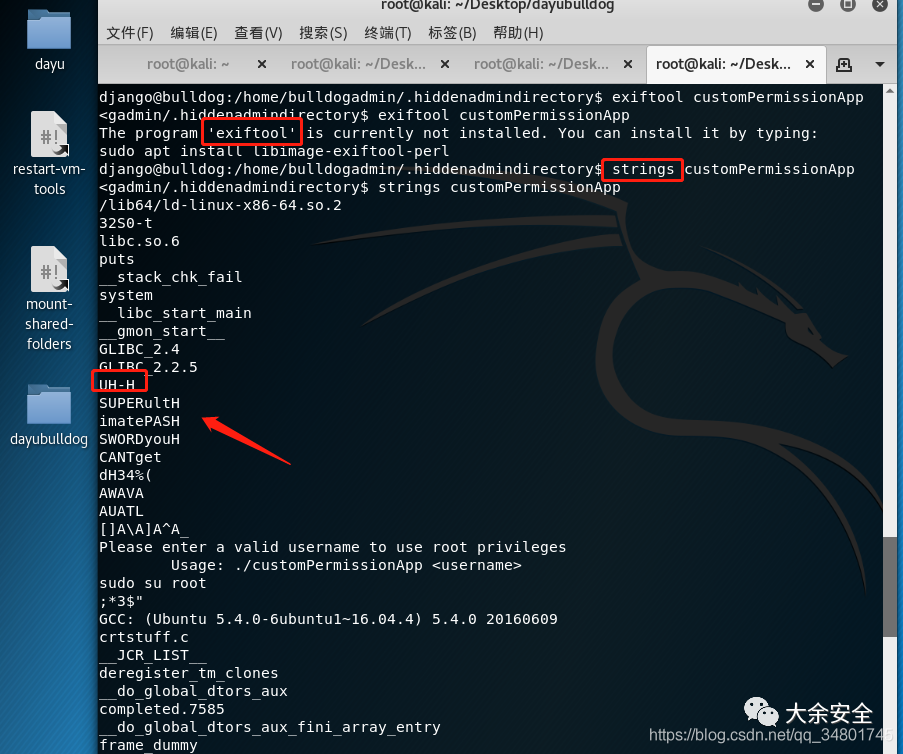 root@kali: ~/Desktop/dayubulldog
文件(F) 编辑(E) 查看(V) 搜索(S) 终端(T) 标签(B) 帮助(H)
root@kali: ~ × root@kali: ~/Desk... × root@kali: ~/Desk... × root@kali: ~/Desk... ×
dayu
restart-vm-
tools
mount-
shared-
folders
dayubulldog
django@bulldog:/home/bulldogadmin/.hiddenadmindirectory$ exiftool customPermissionApp
<gadmin/.hiddenadmindirectory$ exiftool customPermissionApp
The program 'exiftool' is currently not installed. You can install it by typing:
sudo apt install libimage-exiftool-perl
django@bulldog:/home/bulldogadmin/.hiddenadmindirectory$ strings customPermissionApp
<gadmin/.hiddenadmindirectory$ strings customPermissionApp
/lib64/ld-linux-x86-64.so.2
32S0-t
libc.so.6
puts
__stack_chk_fail
system
__libc_start_main
__gmon_start__
GLIBC_2.4
GLIBC_2.2.5
UH-H
SUPERultH
imatePASH
SWORDyouH
CANTget
dH34%(
AWAVA
AUATL
[]A\A]A^A_
Please enter a valid username to use root privileges
Usage: ./customPermissionApp <username>
sudo su root
;*3$"
GCC: (Ubuntu 5.4.0-6ubuntu1~16.04.4) 5.4.0 20160609
crtstuff.c
__JCR_LIST__
deregister_tm_clones
__do_global_dtors_aux
completed.7585
__do_global_dtors_aux_fini_array_entry
frame_dummy
大余安全
https://blog.csdn.net/qq_34801745